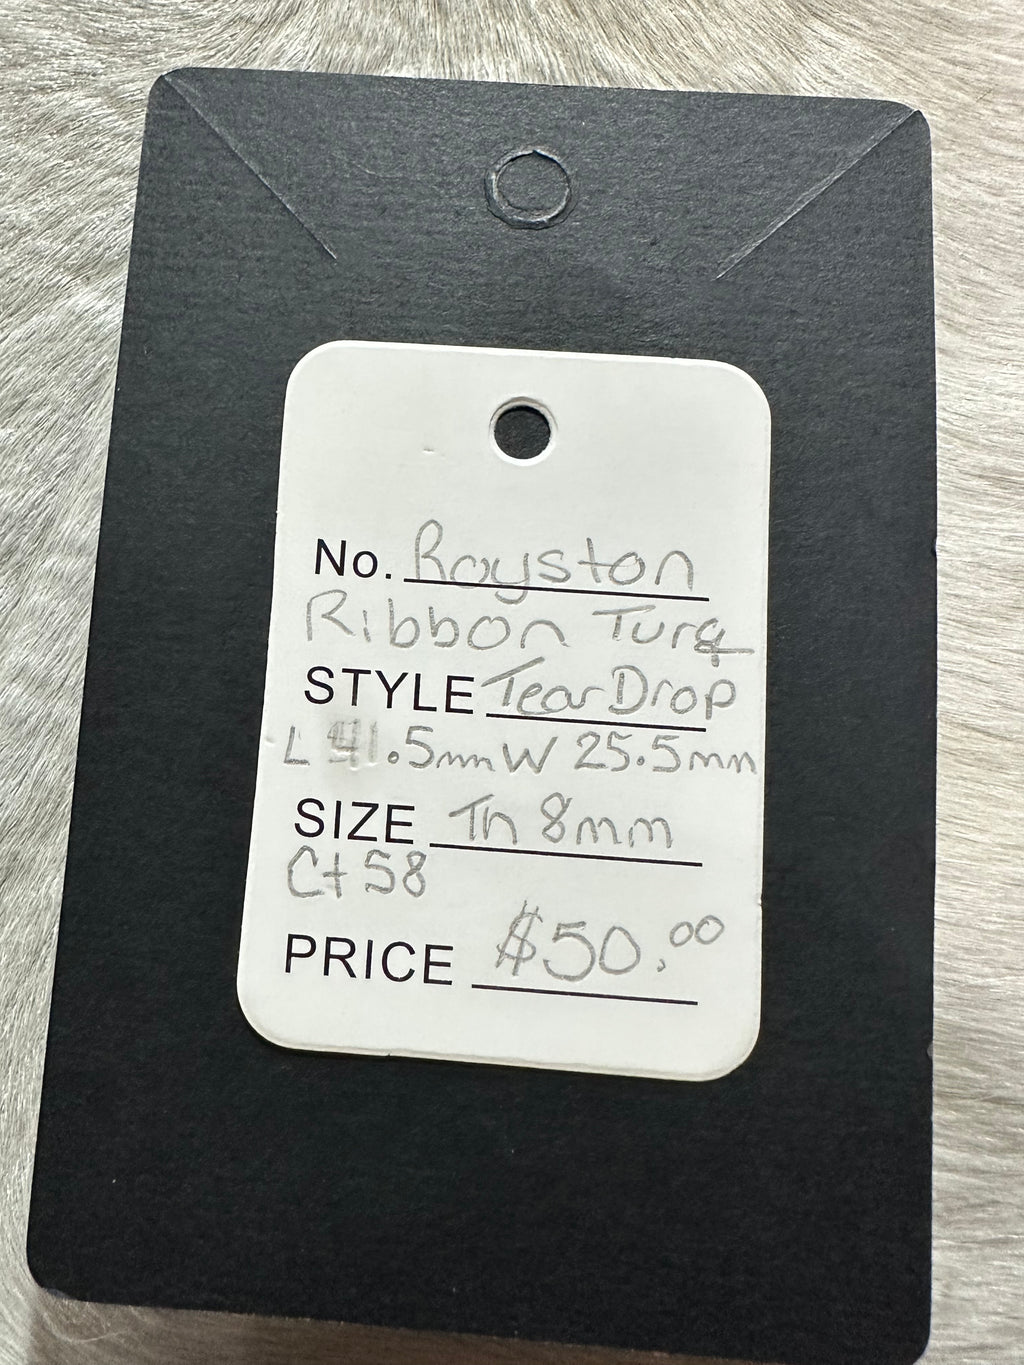 No. Royston
Ribbon Turq
STYLE Tear Drop
L 41.5mm W 25.5mm
SIZE Th 8mm
Ct 58
PRICE $50.00